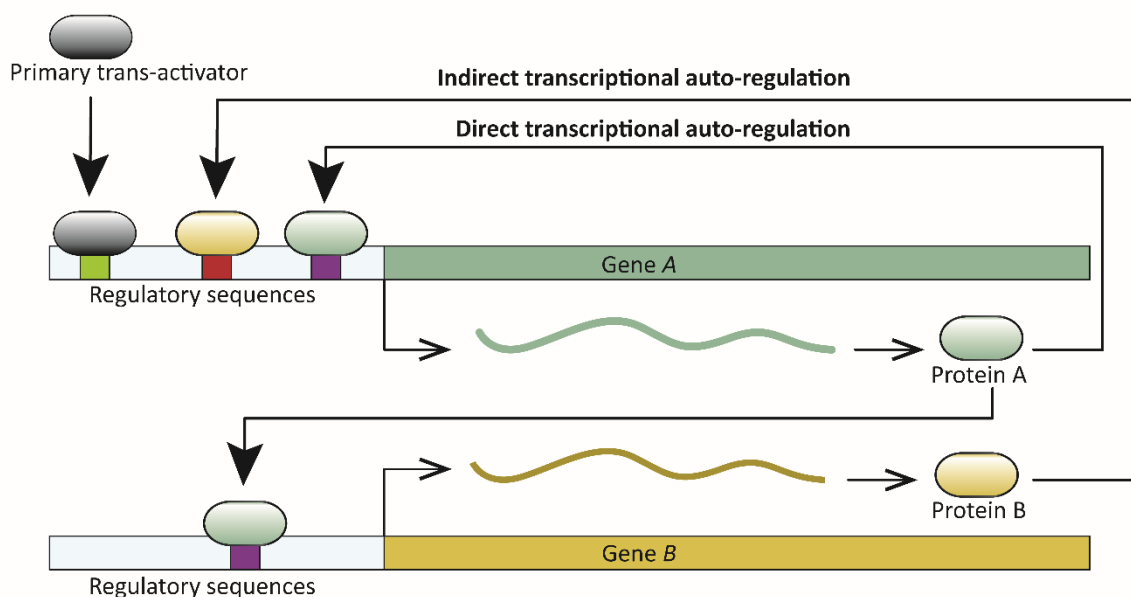 Primary trans-activator
Indirect transcriptional auto-regulation
Direct transcriptional auto-regulation
Gene A
Regulatory sequences
Protein A
Protein B
Gene B
Regulatory sequences